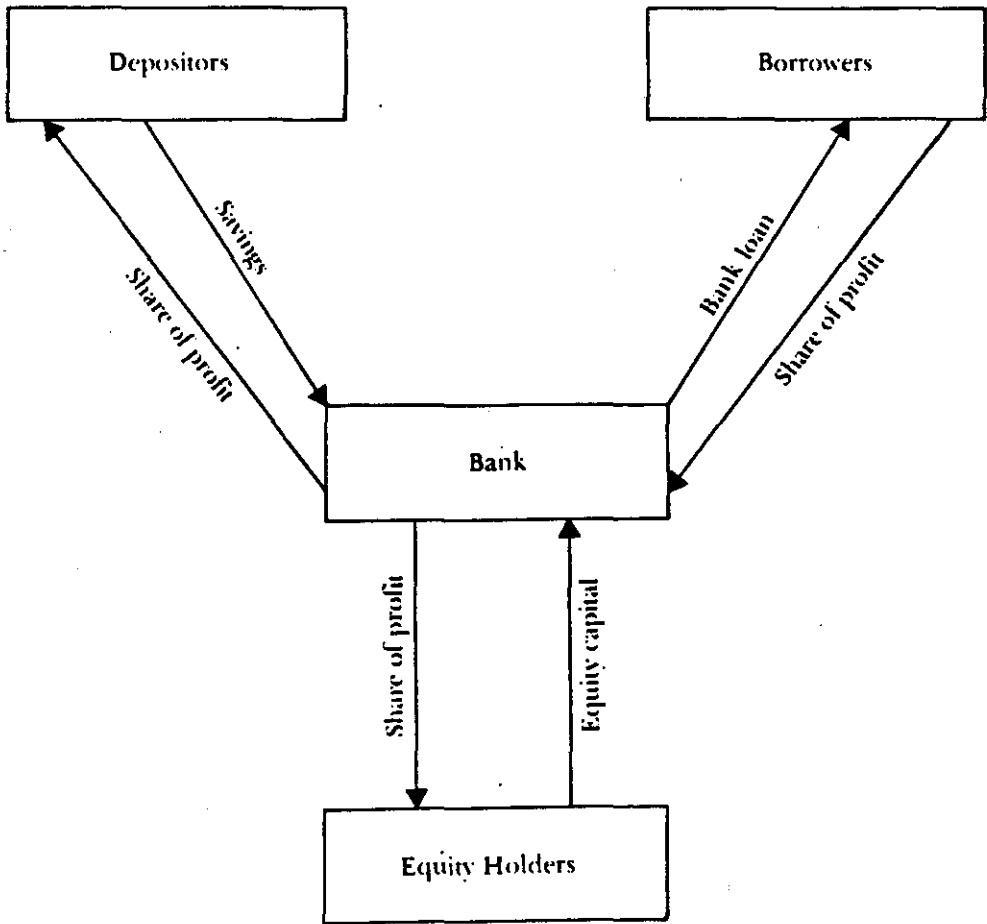 Depositors
Borrowers
Savings
Share of profit
Bank loan
Share of profit
Bank
Share of profit
Equity capital
Equity Holders